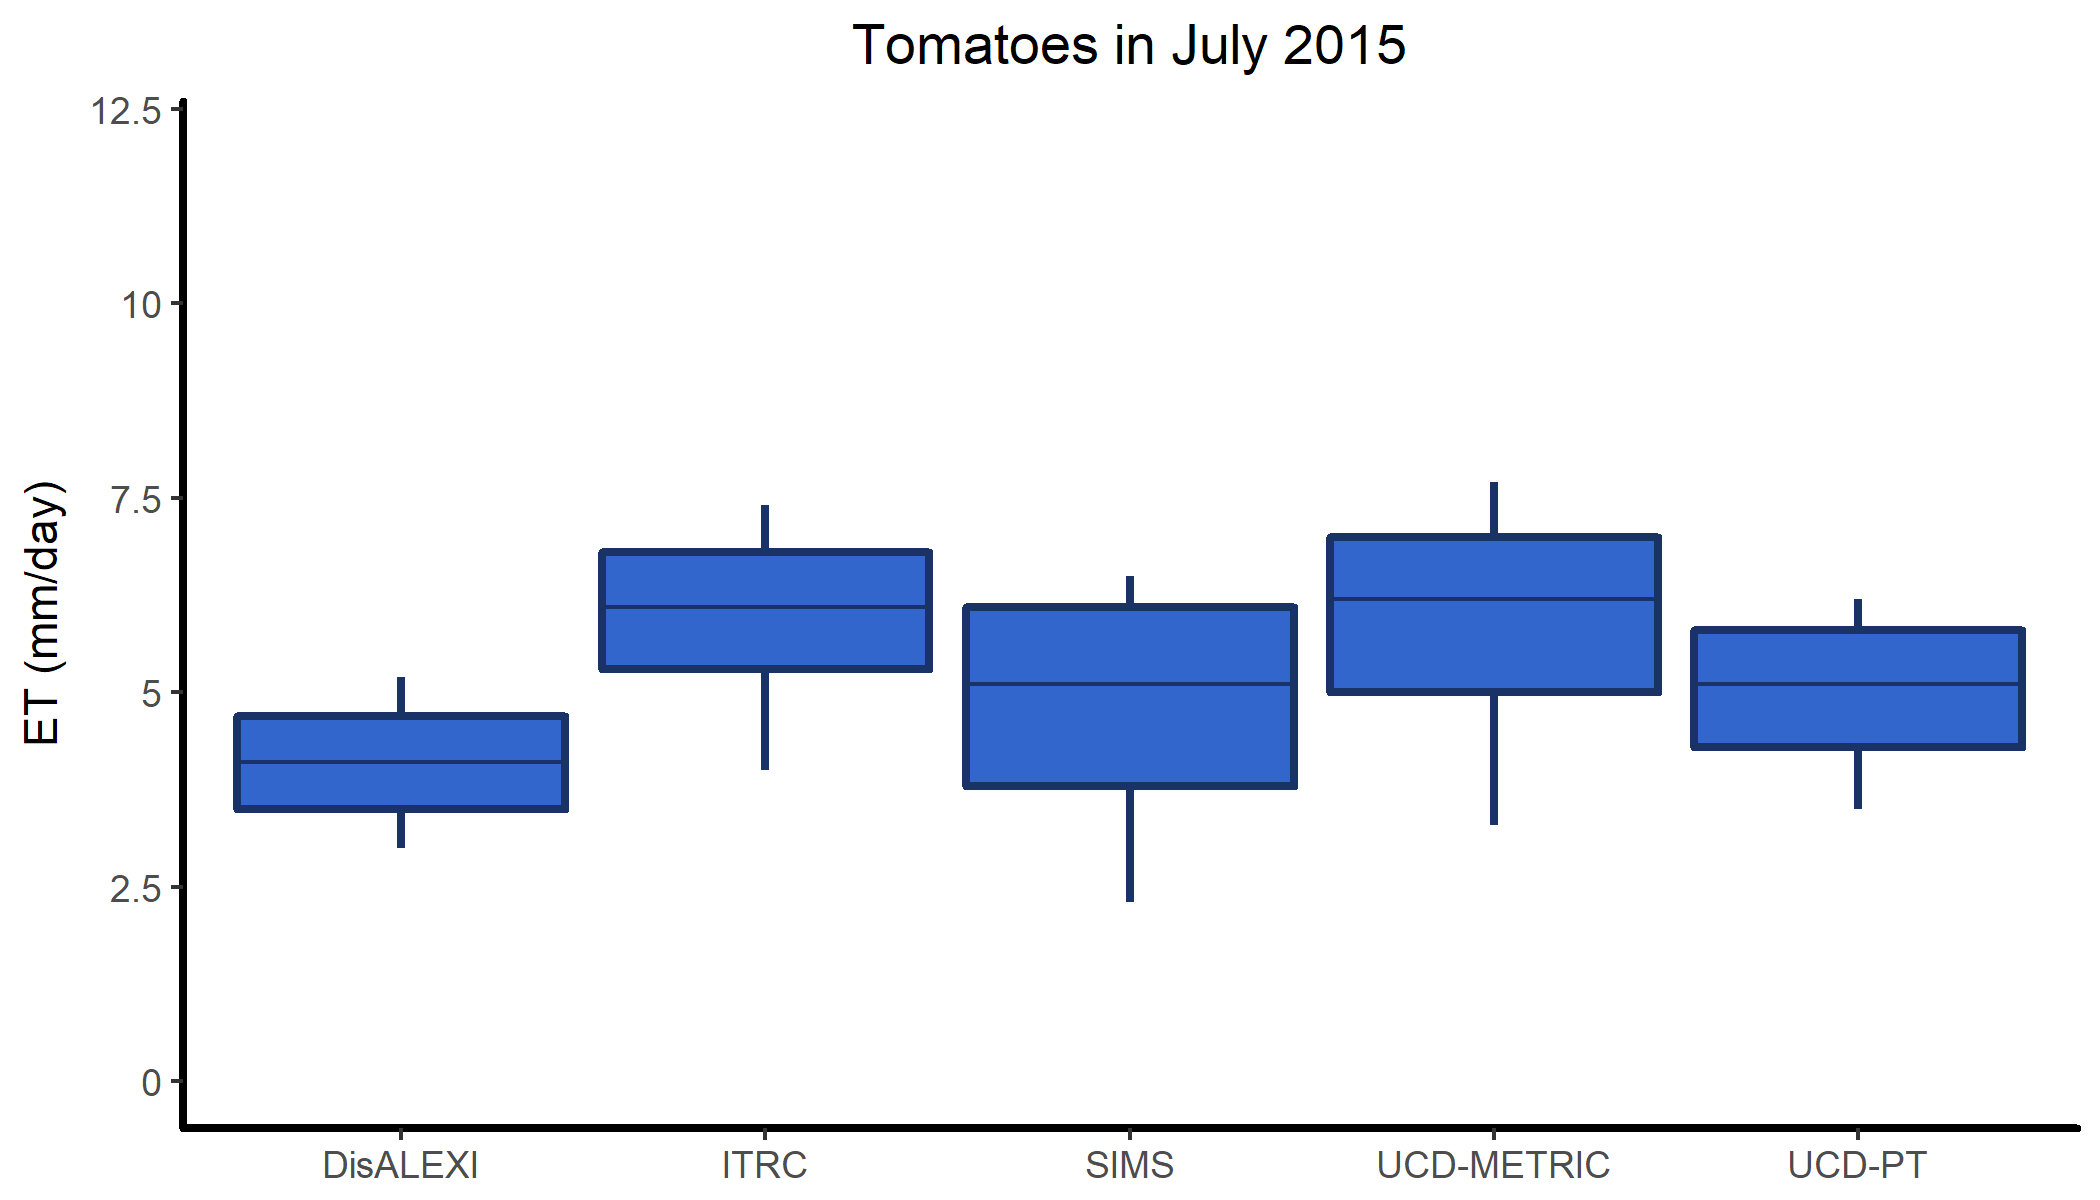 Tomatoes in July 2015
12.5
10
7.5
5
2.5
0
ET (mm/day)
DisALEXI ITRC SIMS UCD-METRIC UCD-PT